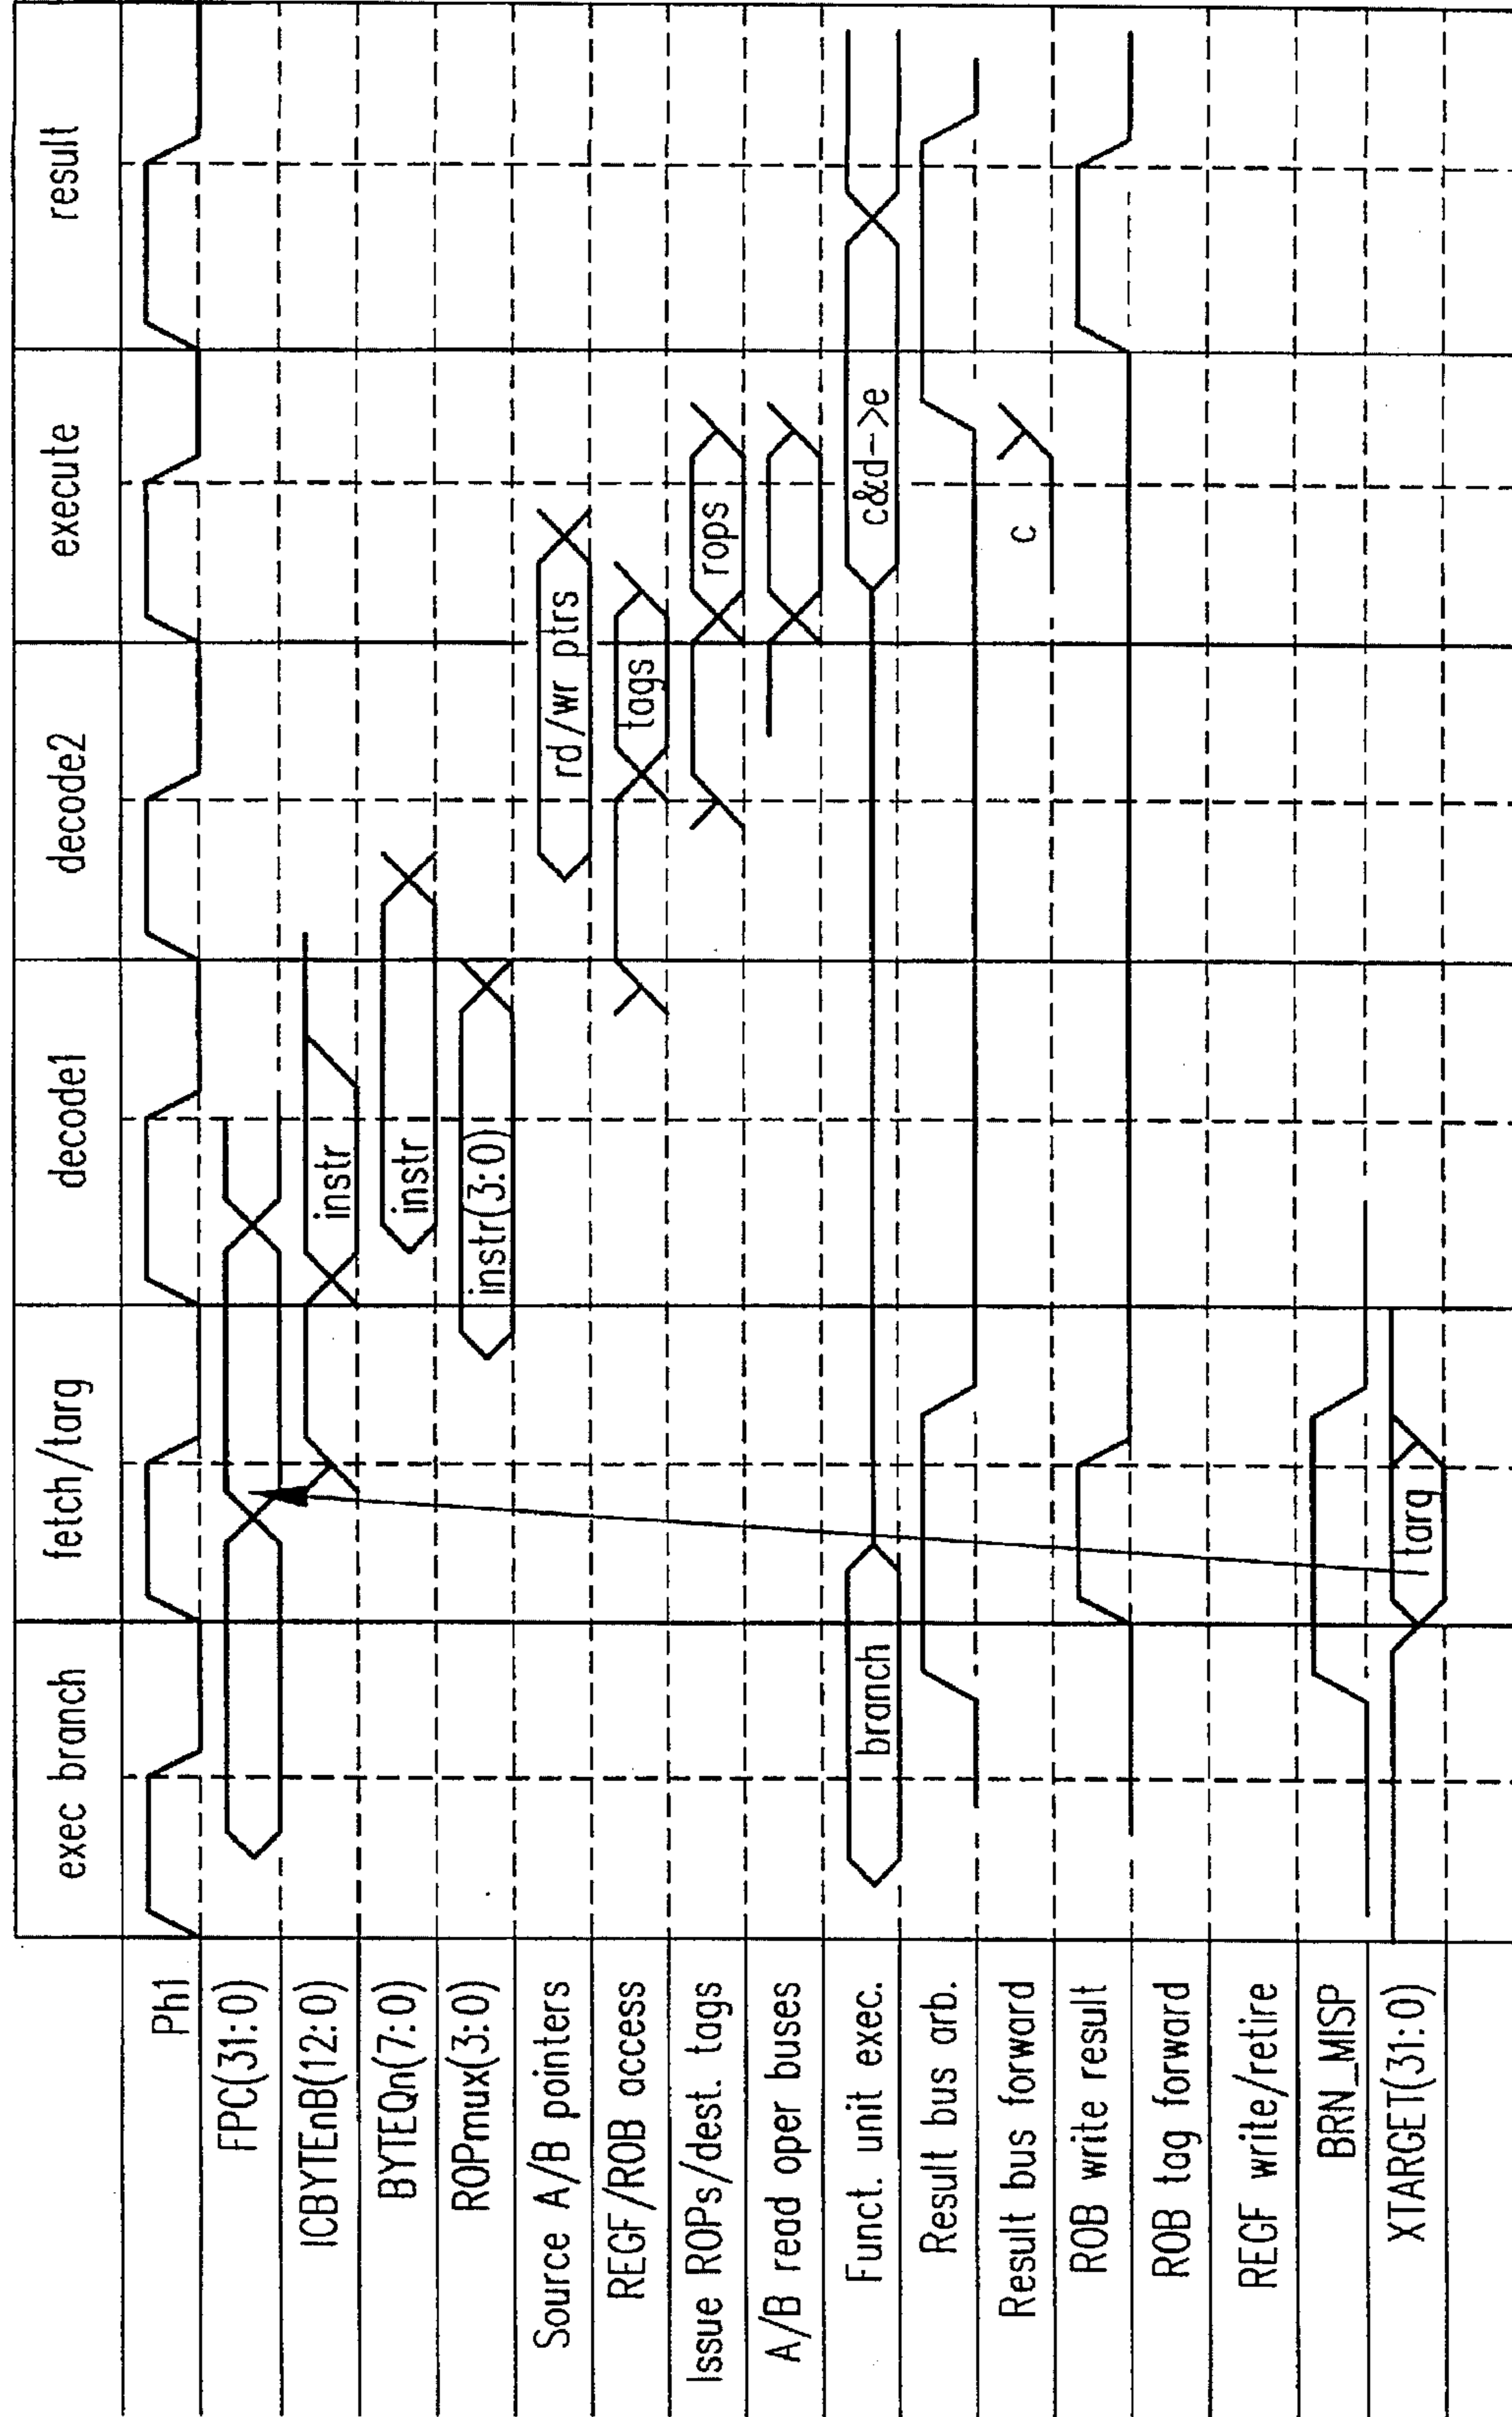 exec branch fetch/targ decode1 decode2 execute result
Ph1
FPC(31:0)
ICBYTEnB(12:0) instr
BYTEQn(7:0) instr
ROPmux(3:0) instr(3:0)
Source A/B pointers rd/wr ptrs
REGF/ROB access tags
Issue ROPs/dest. tags rops
A/B read oper buses
Funct. unit exec. branch c&d->e
Result bus arb.
Result bus forward c
ROB write result
ROB tag forward
REGF write/retire
BRN_MISP
XTARGET(31:0) targ